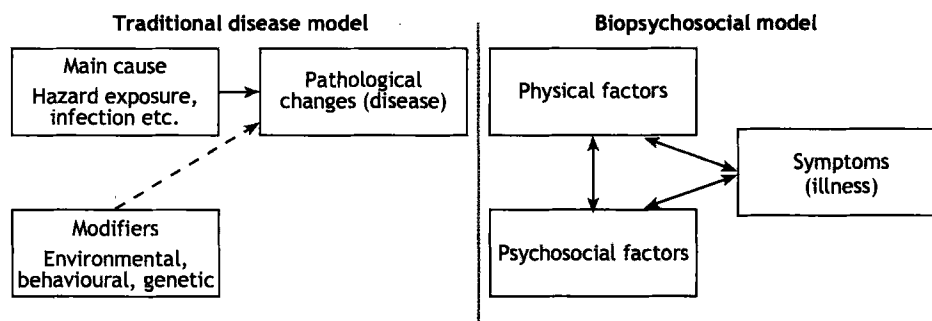 Traditional disease model
Main cause
Hazard exposure,
infection etc.
Pathological
changes (disease)
Modifiers
Environmental,
behavioural, genetic
Biopsychosocial model
Physical factors
Symptoms
(illness)
Psychosocial factors